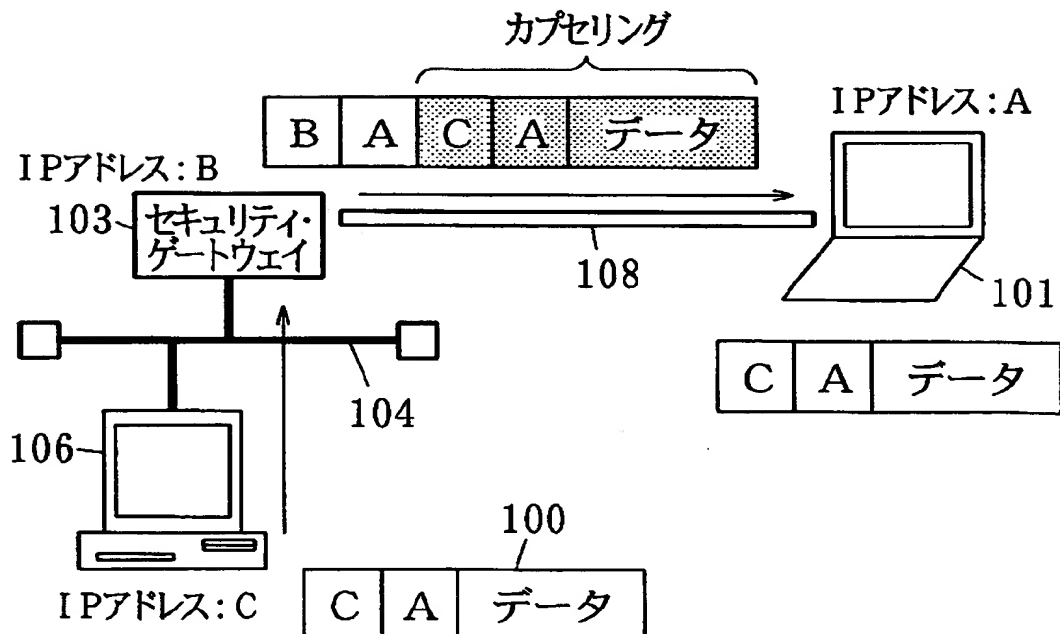 カプセリング
B A C A データ
IPアドレス:A
IPアドレス:B
103
セキュリティ・
ゲートウェイ
108
101
C A データ
104
106
100
IPアドレス:C
C A データ